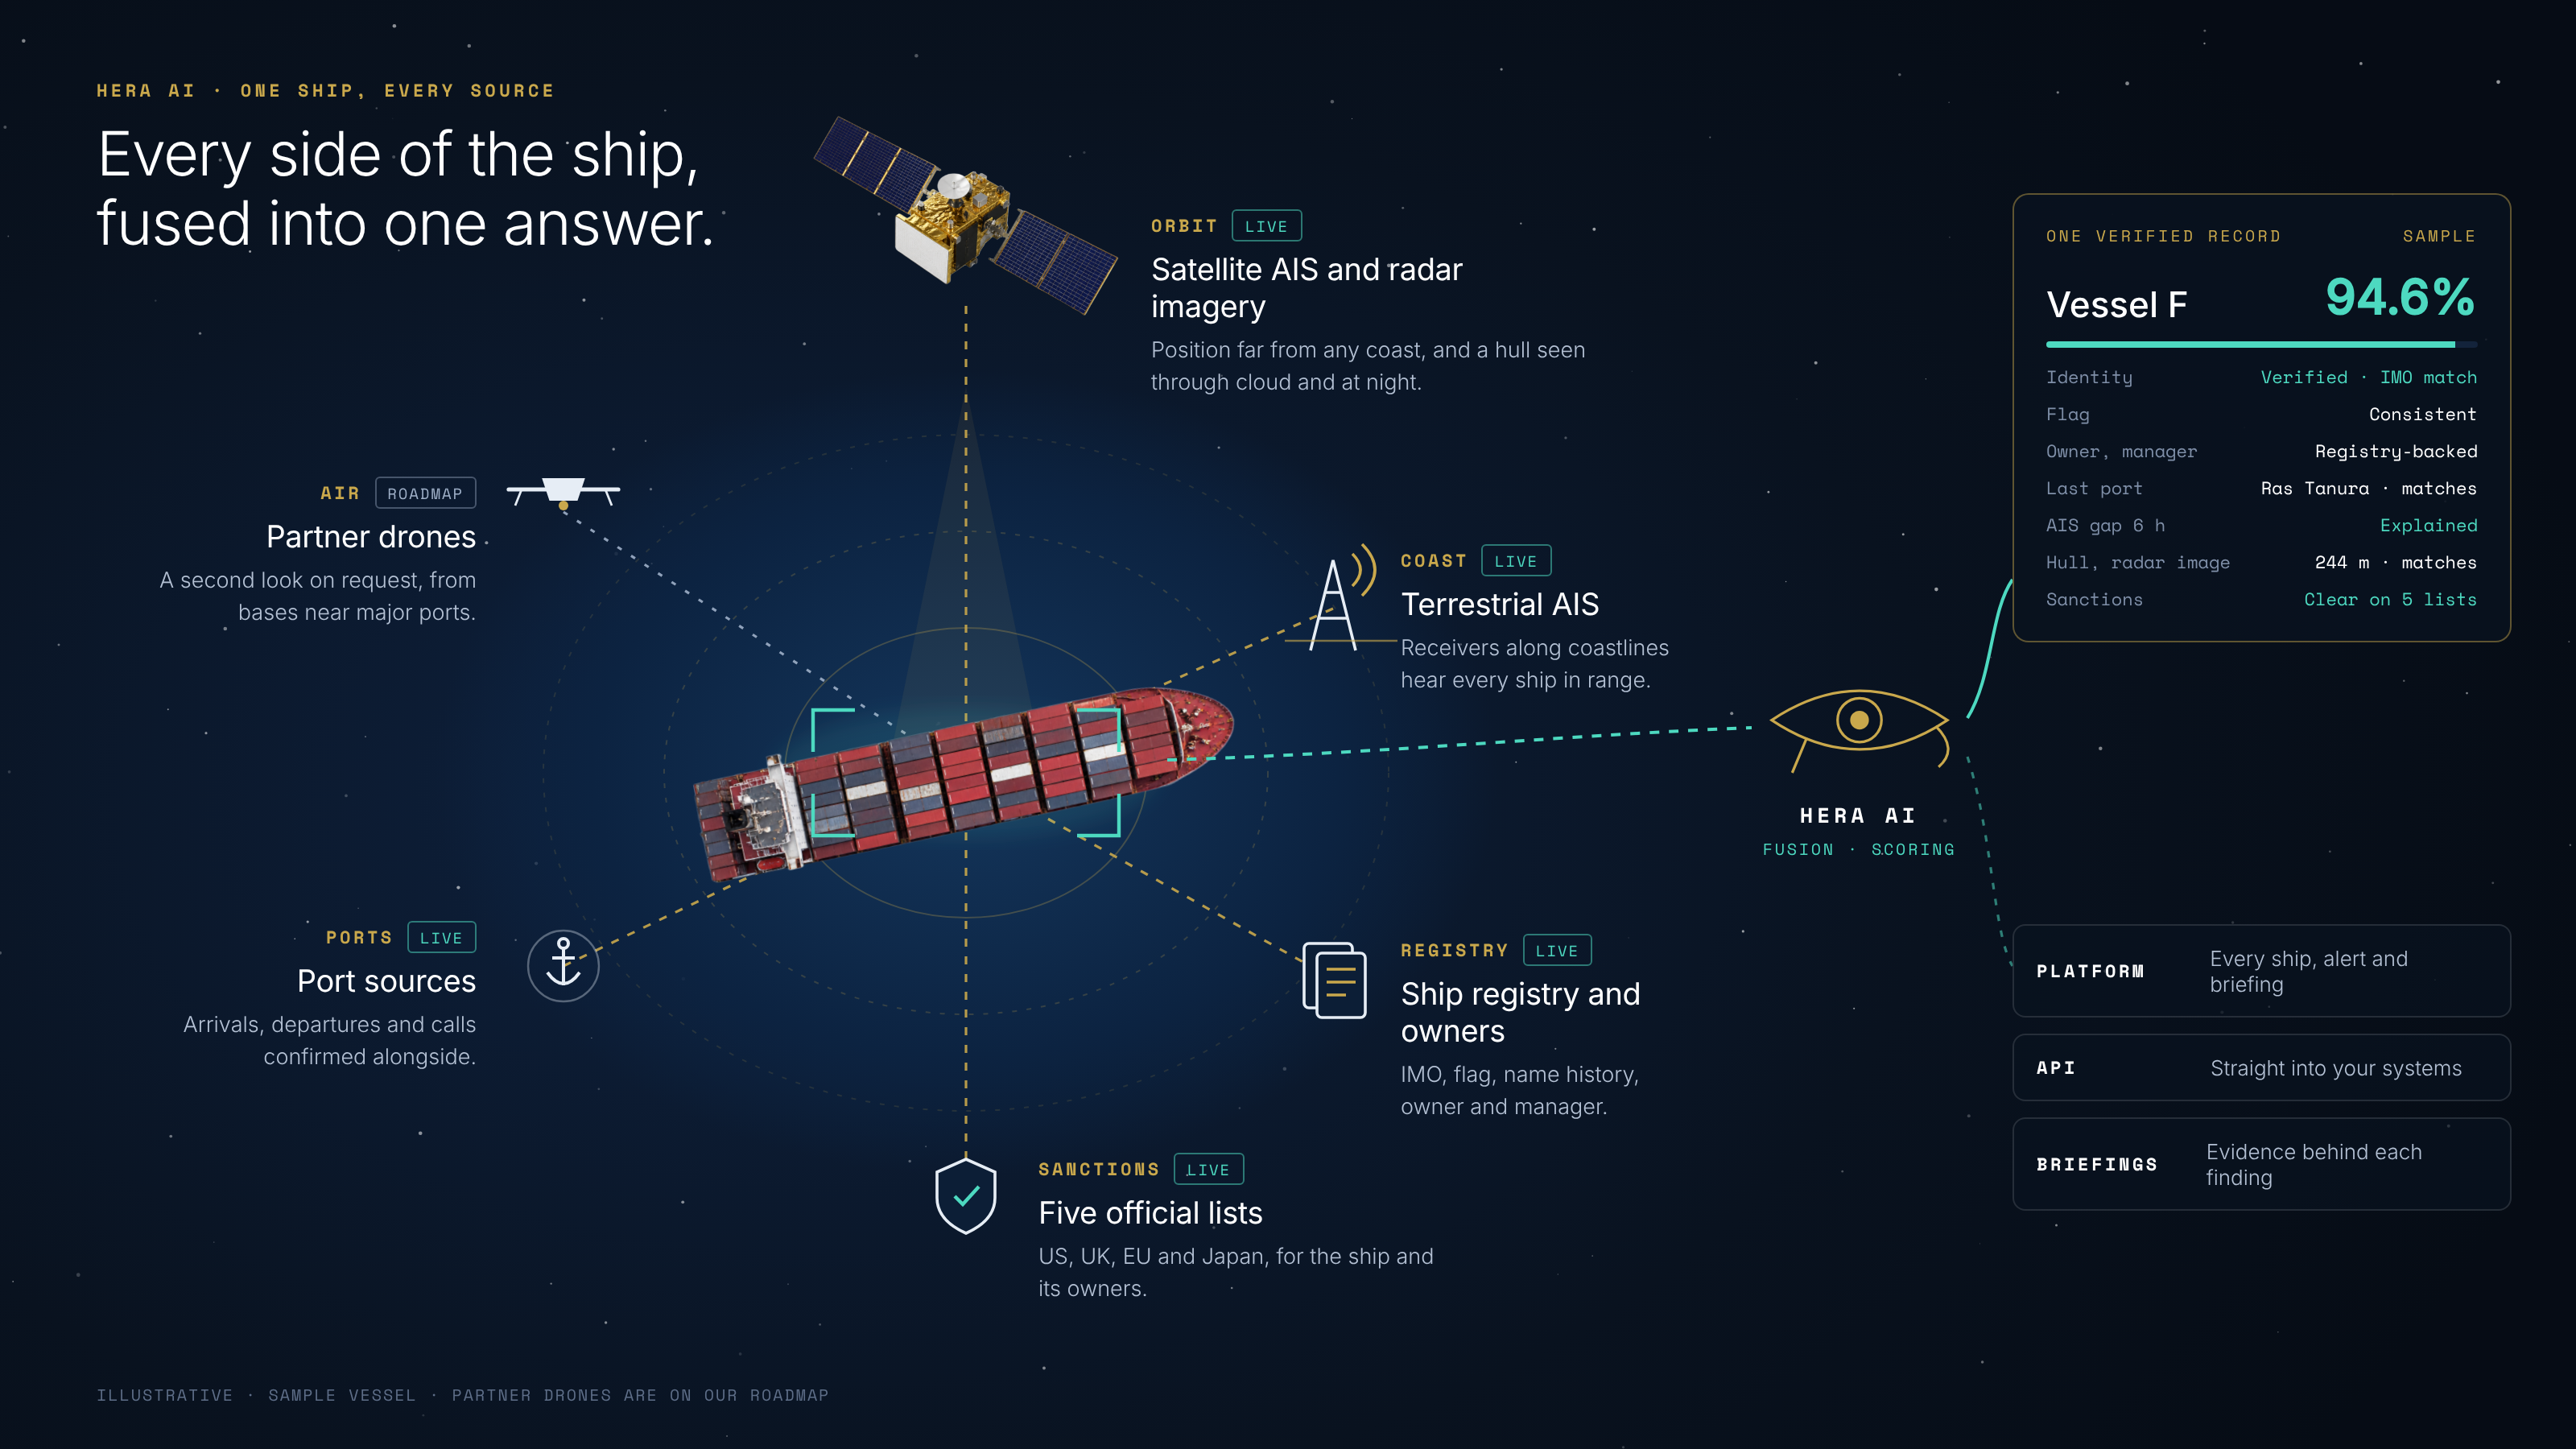 HERA AI · ONE SHIP, EVERY SOURCE
Every side of the ship,
fused into one answer.
ORBIT LIVE
Satellite AIS and radar
imagery
Position far from any coast, and a hull seen
through cloud and at night.
AIR ROADMAP
Partner drones
A second look on request, from
bases near major ports.
COAST LIVE
Terrestrial AIS
Receivers along coastlines
hear every ship in range.
PORTS LIVE
Port sources
Arrivals, departures and calls
confirmed alongside.
REGISTRY LIVE
Ship registry and
owners
IMO, flag, name history,
owner and manager.
SANCTIONS LIVE
Five official lists
US, UK, EU and Japan, for the ship and
its owners.
HERA AI
FUSION · SCORING
ONE VERIFIED RECORD SAMPLE
Vessel F 94.6%
Identity Verified · IMO match
Flag Consistent
Owner, manager Registry-backed
Last port Ras Tanura · matches
AIS gap 6 h Explained
Hull, radar image 244 m · matches
Sanctions Clear on 5 lists
PLATFORM Every ship, alert and
briefing
API Straight into your systems
BRIEFINGS Evidence behind each
finding
ILLUSTRATIVE · SAMPLE VESSEL · PARTNER DRONES ARE ON OUR ROADMAP